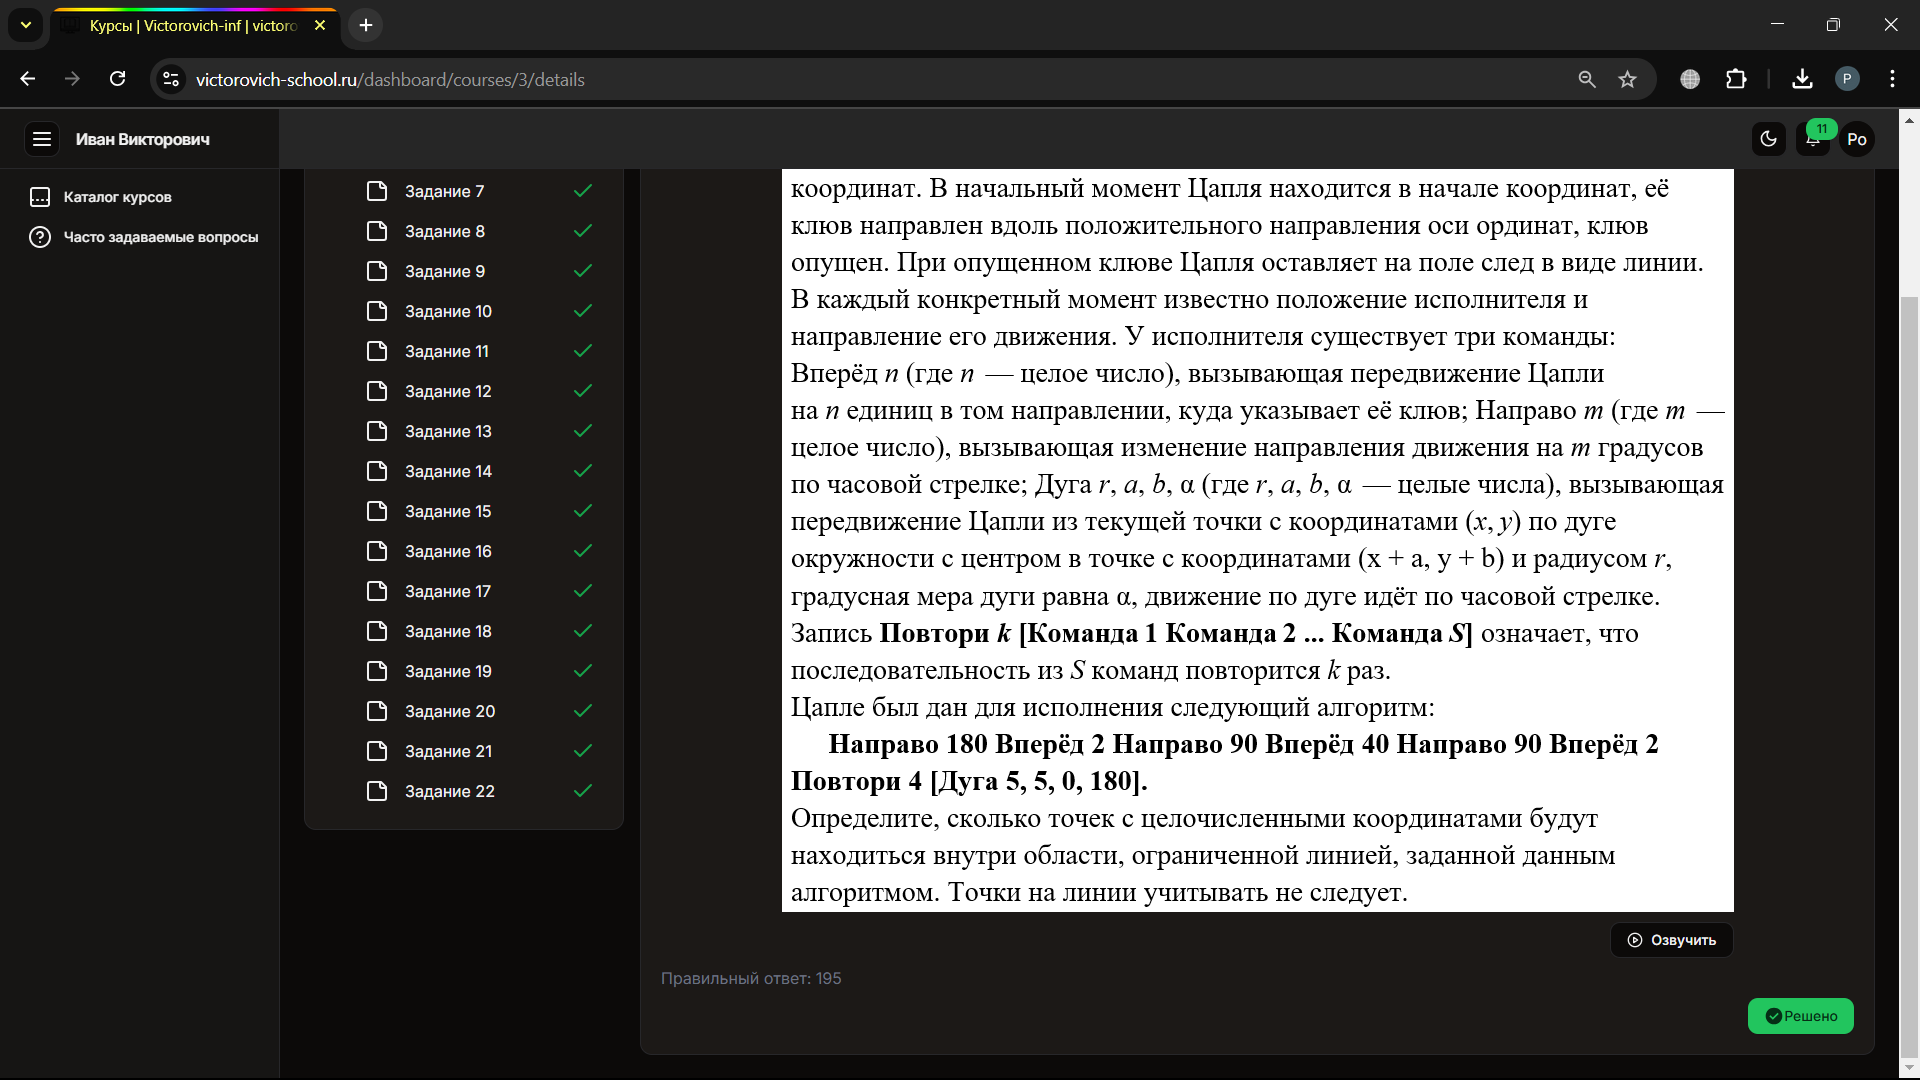 Курсы | Victorovich-inf | victoro
victorovich-school.ru/dashboard/courses/3/details
P
Иван Викторович
11
Po
Каталог курсов
Часто задаваемые вопросы
Задание 7
Задание 8
Задание 9
Задание 10
Задание 11
Задание 12
Задание 13
Задание 14
Задание 15
Задание 16
Задание 17
Задание 18
Задание 19
Задание 20
Задание 21
Задание 22
координат. В начальный момент Цапля находится в начале координат, её
клюв направлен вдоль положительного направления оси ординат, клюв
опущен. При опущенном клюве Цапля оставляет на поле след в виде линии.
В каждый конкретный момент известно положение исполнителя и
направление его движения. У исполнителя существует три команды:
Вперёд n (где n — целое число), вызывающая передвижение Цапли
на n единиц в том направлении, куда указывает её клюв; Направо m (где m —
целое число), вызывающая изменение направления движения на m градусов
по часовой стрелке; Дуга r, a, b, α (где r, a, b, α — целые числа), вызывающая
передвижение Цапли из текущей точки с координатами (x, y) по дуге
окружности с центром в точке с координатами (x + a, y + b) и радиусом r,
градусная мера дуги равна α, движение по дуге идёт по часовой стрелке.
Запись Повтори k [Команда 1 Команда 2 ... Команда S] означает, что
последовательность из S команд повторится k раз.
Цапле был дан для исполнения следующий алгоритм:
Направо 180 Вперёд 2 Направо 90 Вперёд 40 Направо 90 Вперёд 2
Повтори 4 [Дуга 5, 5, 0, 180].
Определите, сколько точек с целочисленными координатами будут
находиться внутри области, ограниченной линией, заданной данным
алгоритмом. Точки на линии учитывать не следует.
Озвучить
Правильный ответ: 195
Решено